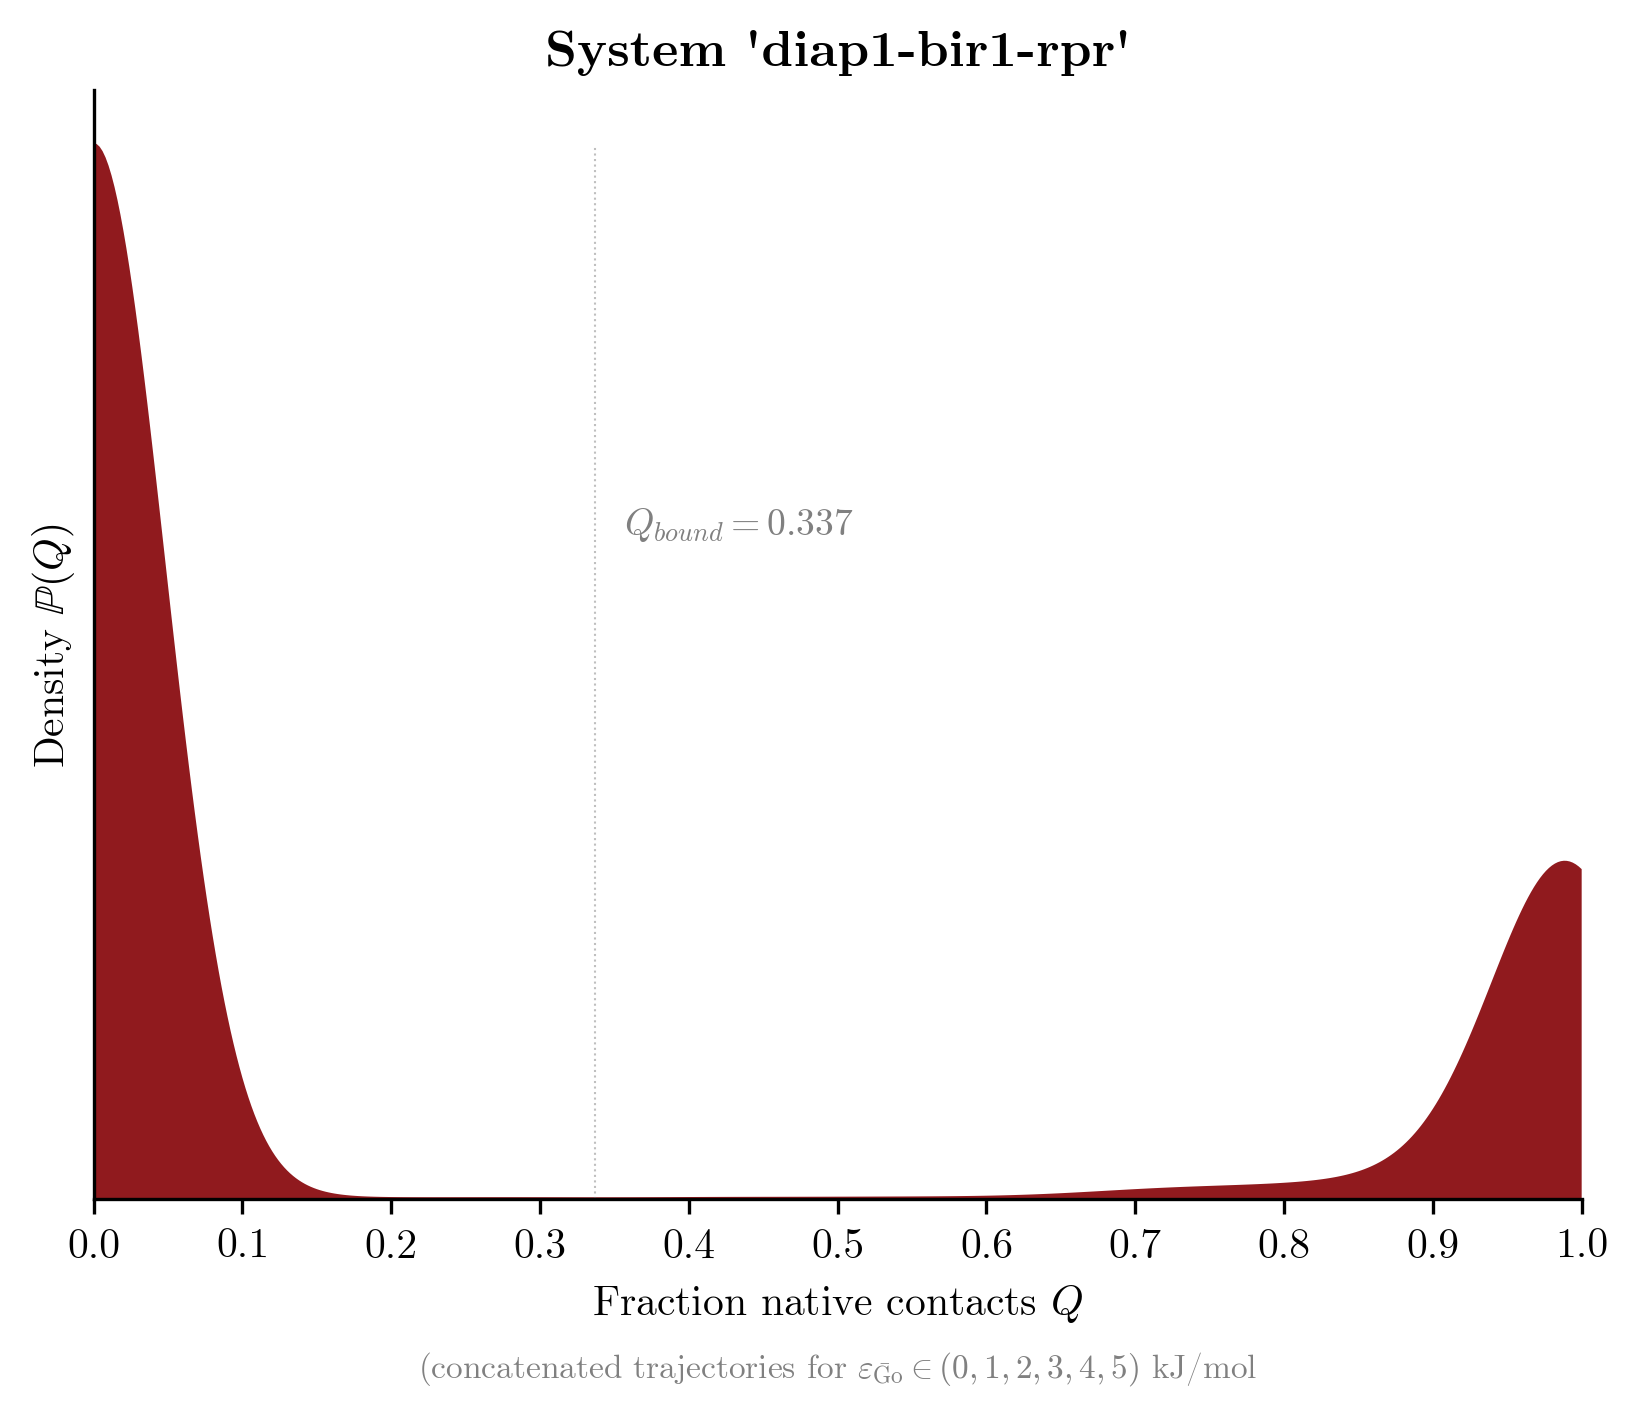 System 'diap1-bir1-rpr'
Density ℙ(Q)
Q_bound = 0.337
0.0 0.1 0.2 0.3 0.4 0.5 0.6 0.7 0.8 0.9 1.0
Fraction native contacts Q
(concatenated trajectories for ε_Ḡo ∈ (0, 1, 2, 3, 4, 5) kJ/mol